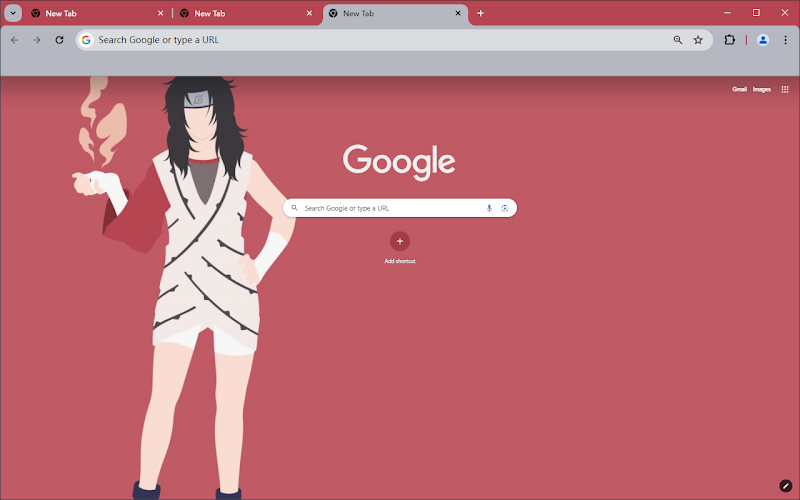 New Tab
New Tab
New Tab
Search Google or type a URL
Gmail Images
Google
Search Google or type a URL
Add shortcut